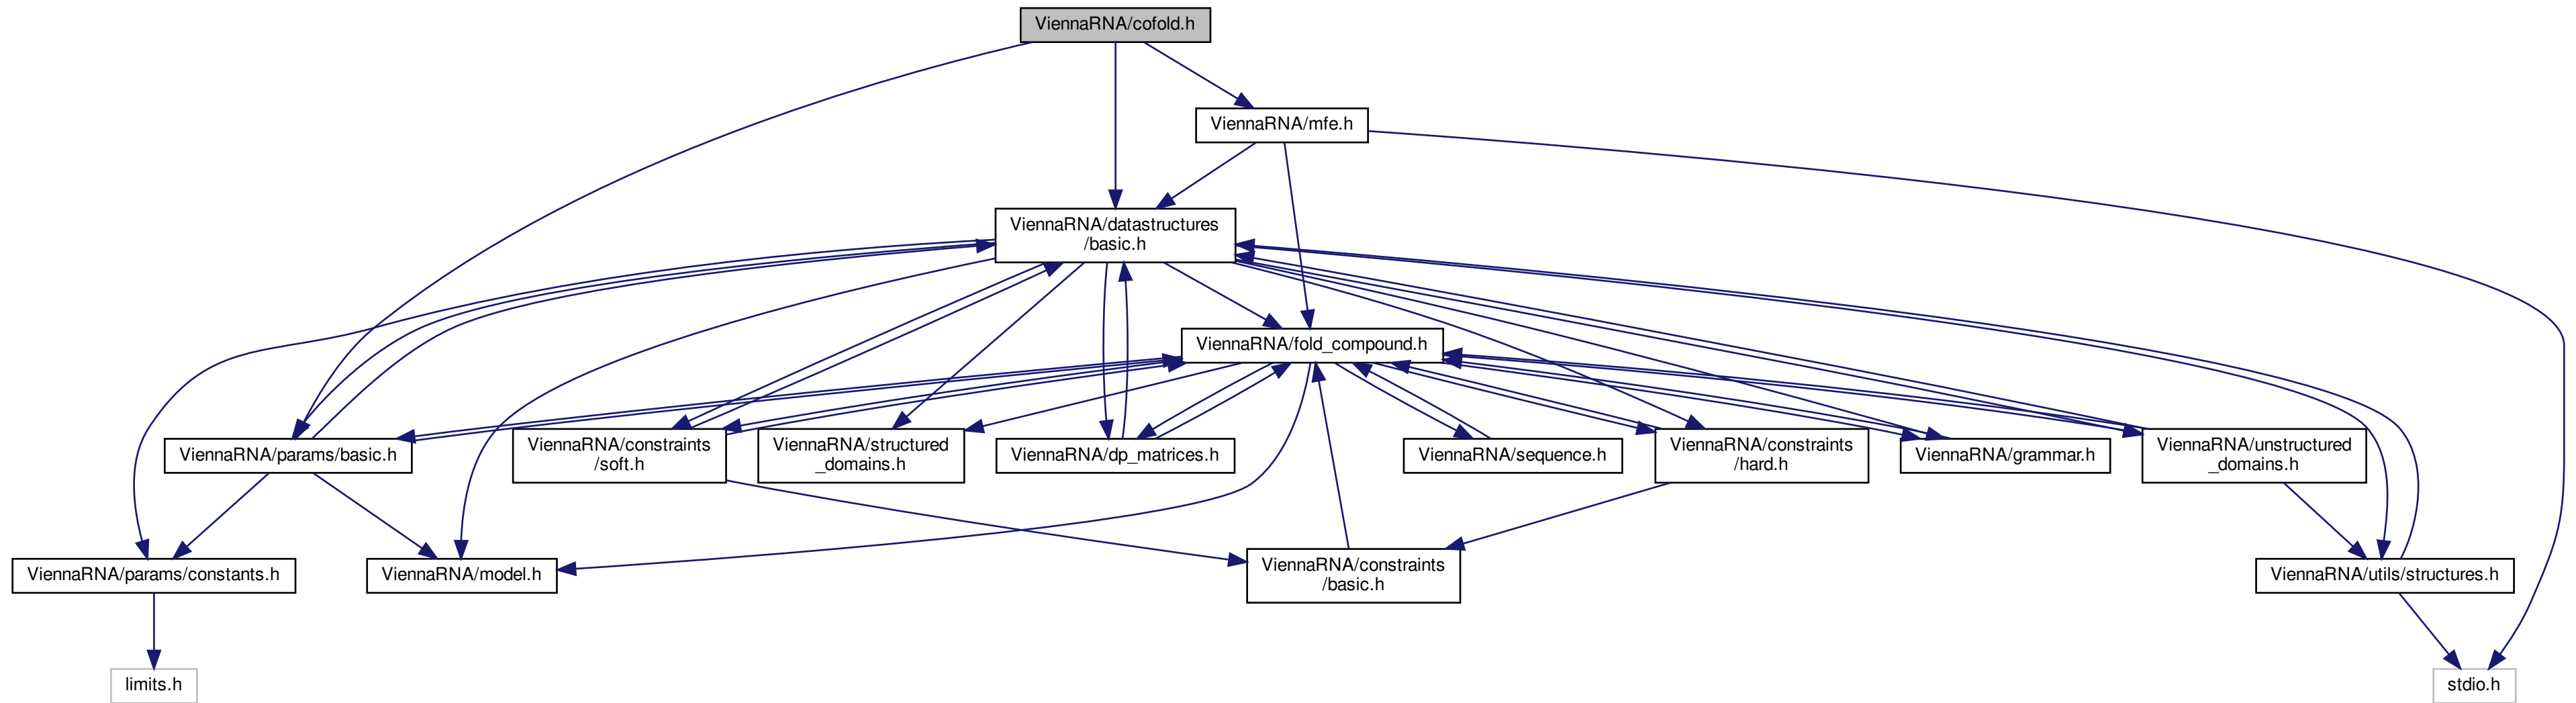 ViennaRNA/cofold.h
ViennaRNA/mfe.h
ViennaRNA/datastructures
/basic.h
ViennaRNA/fold_compound.h
ViennaRNA/params/basic.h
ViennaRNA/constraints
/soft.h
ViennaRNA/structured
_domains.h
ViennaRNA/dp_matrices.h
ViennaRNA/sequence.h
ViennaRNA/constraints
/hard.h
ViennaRNA/grammar.h
ViennaRNA/unstructured
_domains.h
ViennaRNA/params/constants.h
ViennaRNA/model.h
ViennaRNA/constraints
/basic.h
ViennaRNA/utils/structures.h
limits.h
stdio.h